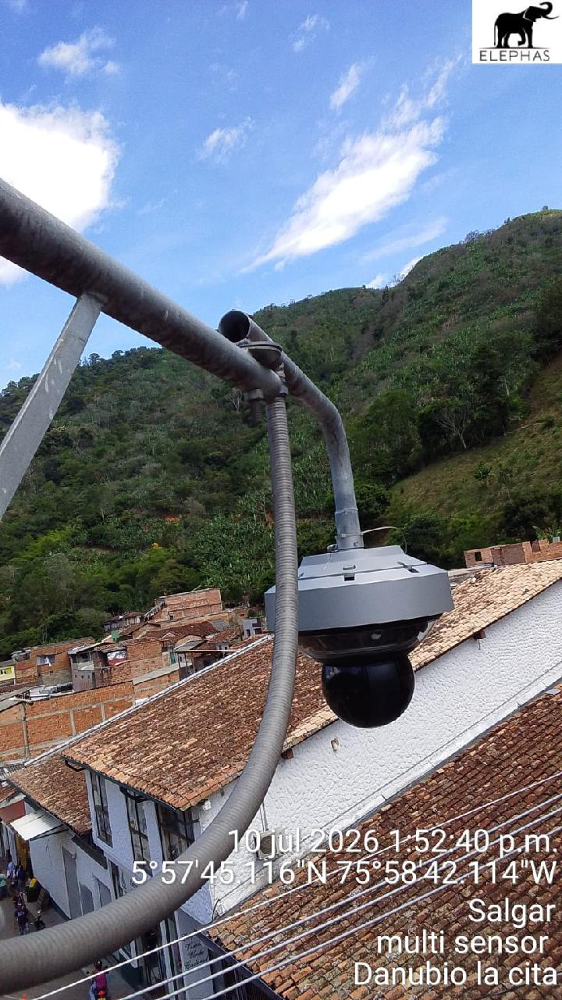 ELEPHAS
10 jul 2026 1:52:40 p.m.
5°57'45.116"N 75°58'42.114"W
Salgar
multi sensor
Danubio la cita